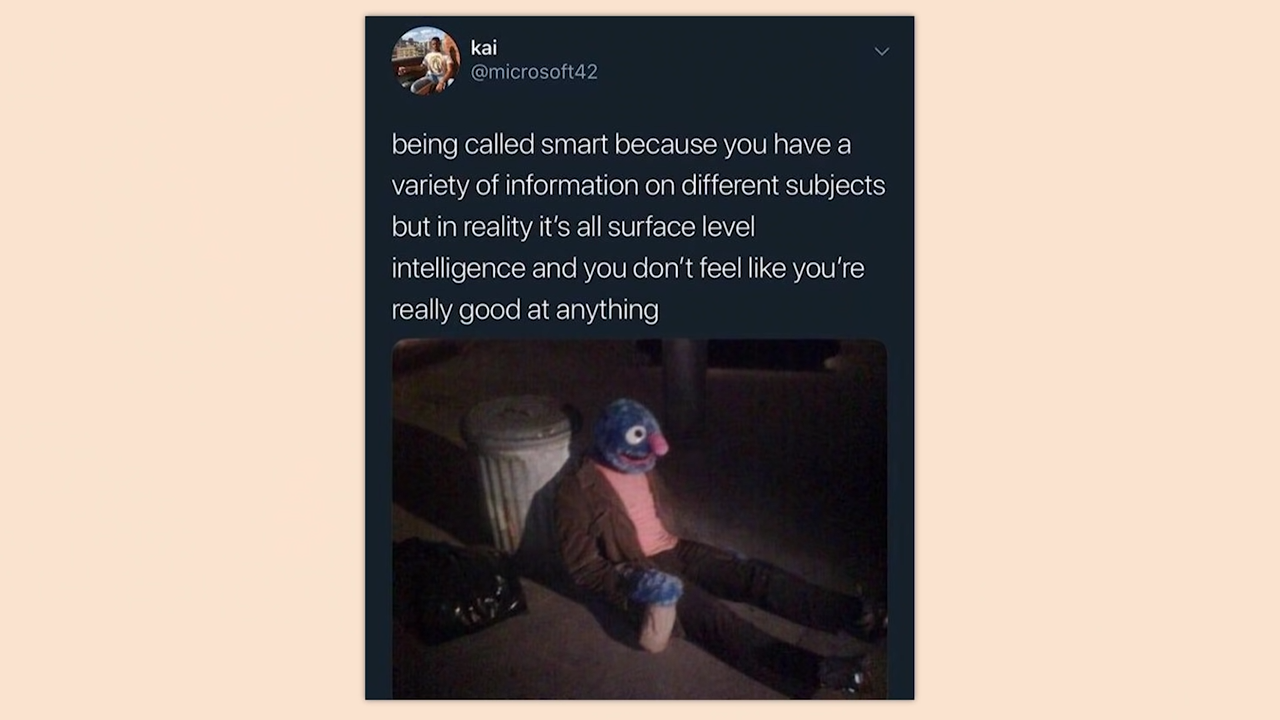 kai
@microsoft42
being called smart because you have a
variety of information on different subjects
but in reality it's all surface level
intelligence and you don't feel like you're
really good at anything